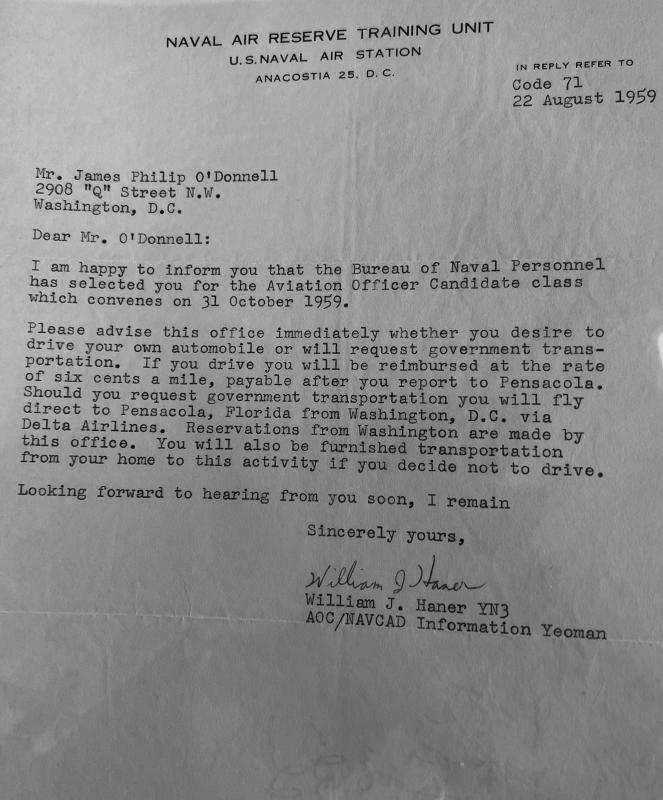 NAVAL AIR RESERVE TRAINING UNIT
U.S. NAVAL AIR STATION
ANACOSTIA 25, D. C.
IN REPLY REFER TO
Code 71
22 August 1959
Mr. James Philip O'Donnell
2908 "Q" Street N.W.
Washington, D.C.
Dear Mr. O'Donnell:
I am happy to inform you that the Bureau of Naval Personnel
has selected you for the Aviation Officer Candidate class
which convenes on 31 October 1959.
Please advise this office immediately whether you desire to
drive your own automobile or will request government trans-
portation. If you drive you will be reimbursed at the rate
of six cents a mile, payable after you report to Pensacola.
Should you request government transportation you will fly
direct to Pensacola, Florida from Washington, D.C. via
Delta Airlines. Reservations from Washington are made by
this office. You will also be furnished transportation
from your home to this activity if you decide not to drive.
Looking forward to hearing from you soon, I remain
Sincerely yours,
William J Haner
William J. Haner YN3
AOC/NAVCAD Information Yeoman